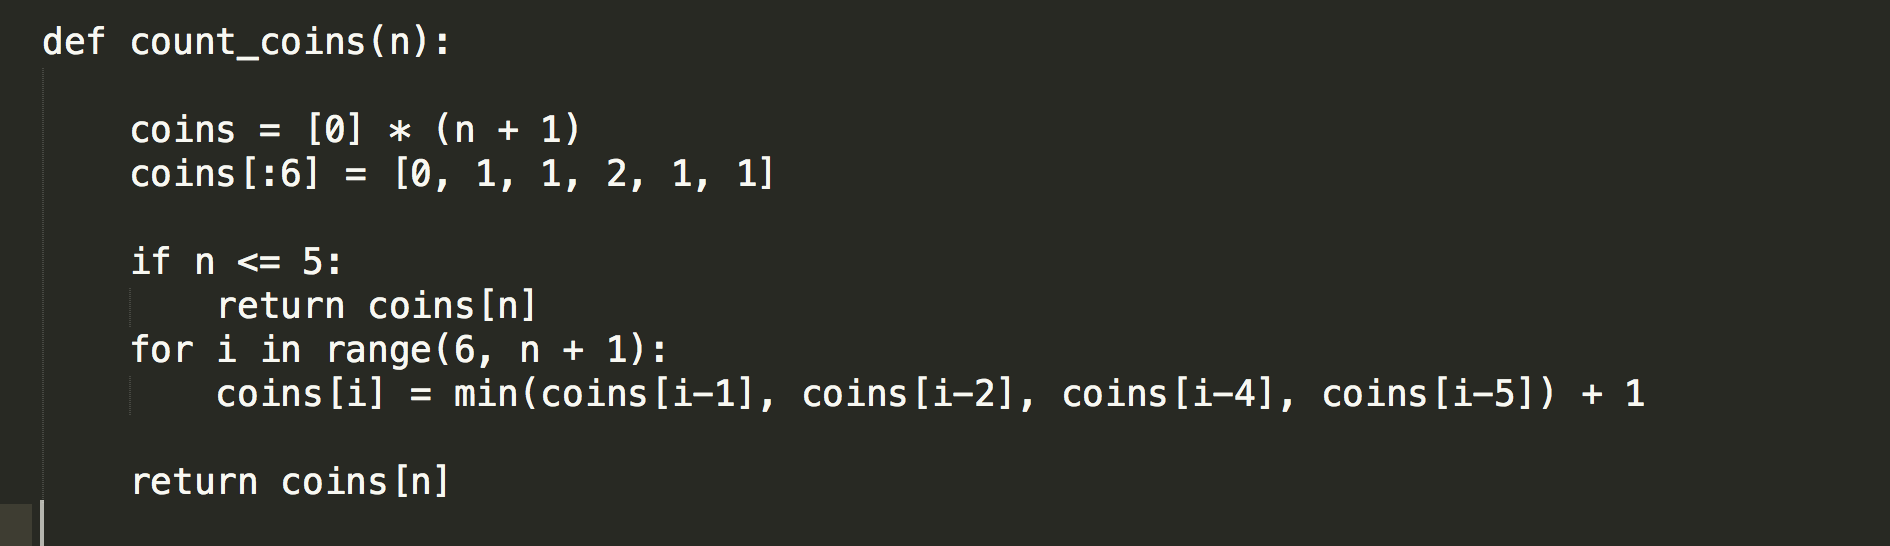 def count_coins(n):
    coins = [0] * (n + 1)
    coins[:6] = [0, 1, 1, 2, 1, 1]
    if n <= 5:
        return coins[n]
    for i in range(6, n + 1):
        coins[i] = min(coins[i-1], coins[i-2], coins[i-4], coins[i-5]) + 1
    return coins[n]